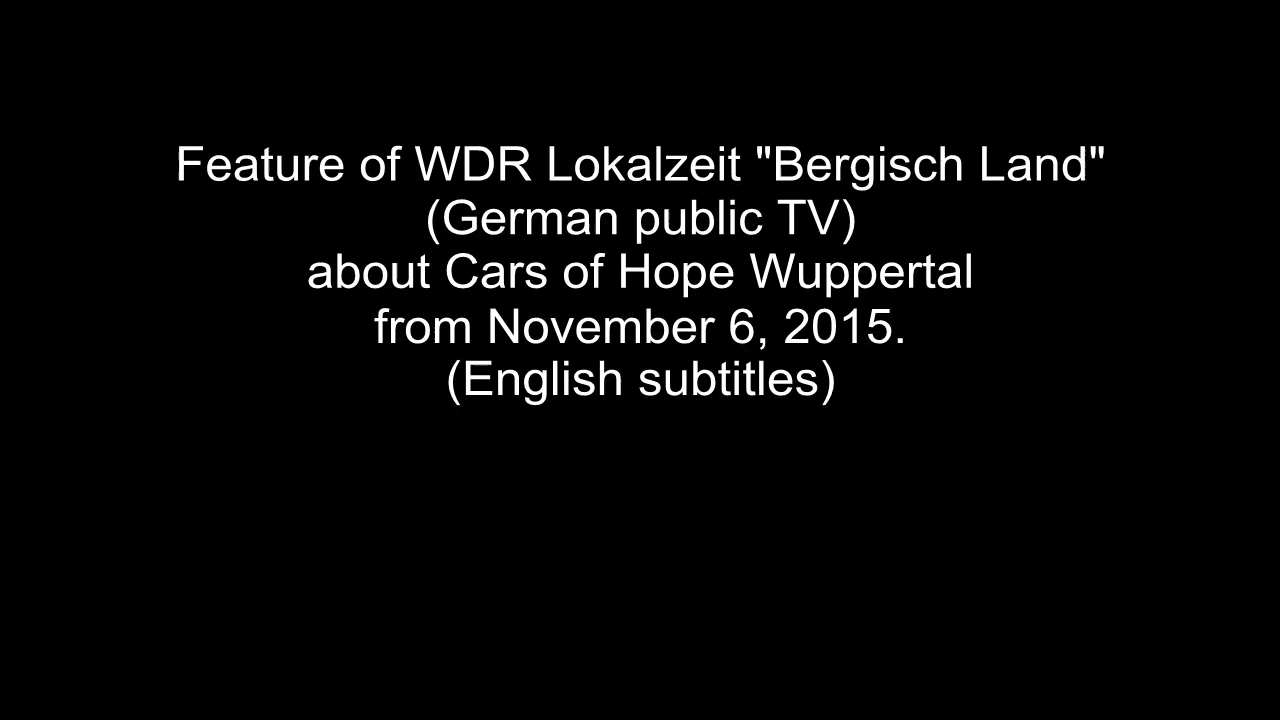 Feature of WDR Lokalzeit "Bergisch Land"
(German public TV)
about Cars of Hope Wuppertal
from November 6, 2015.
(English subtitles)